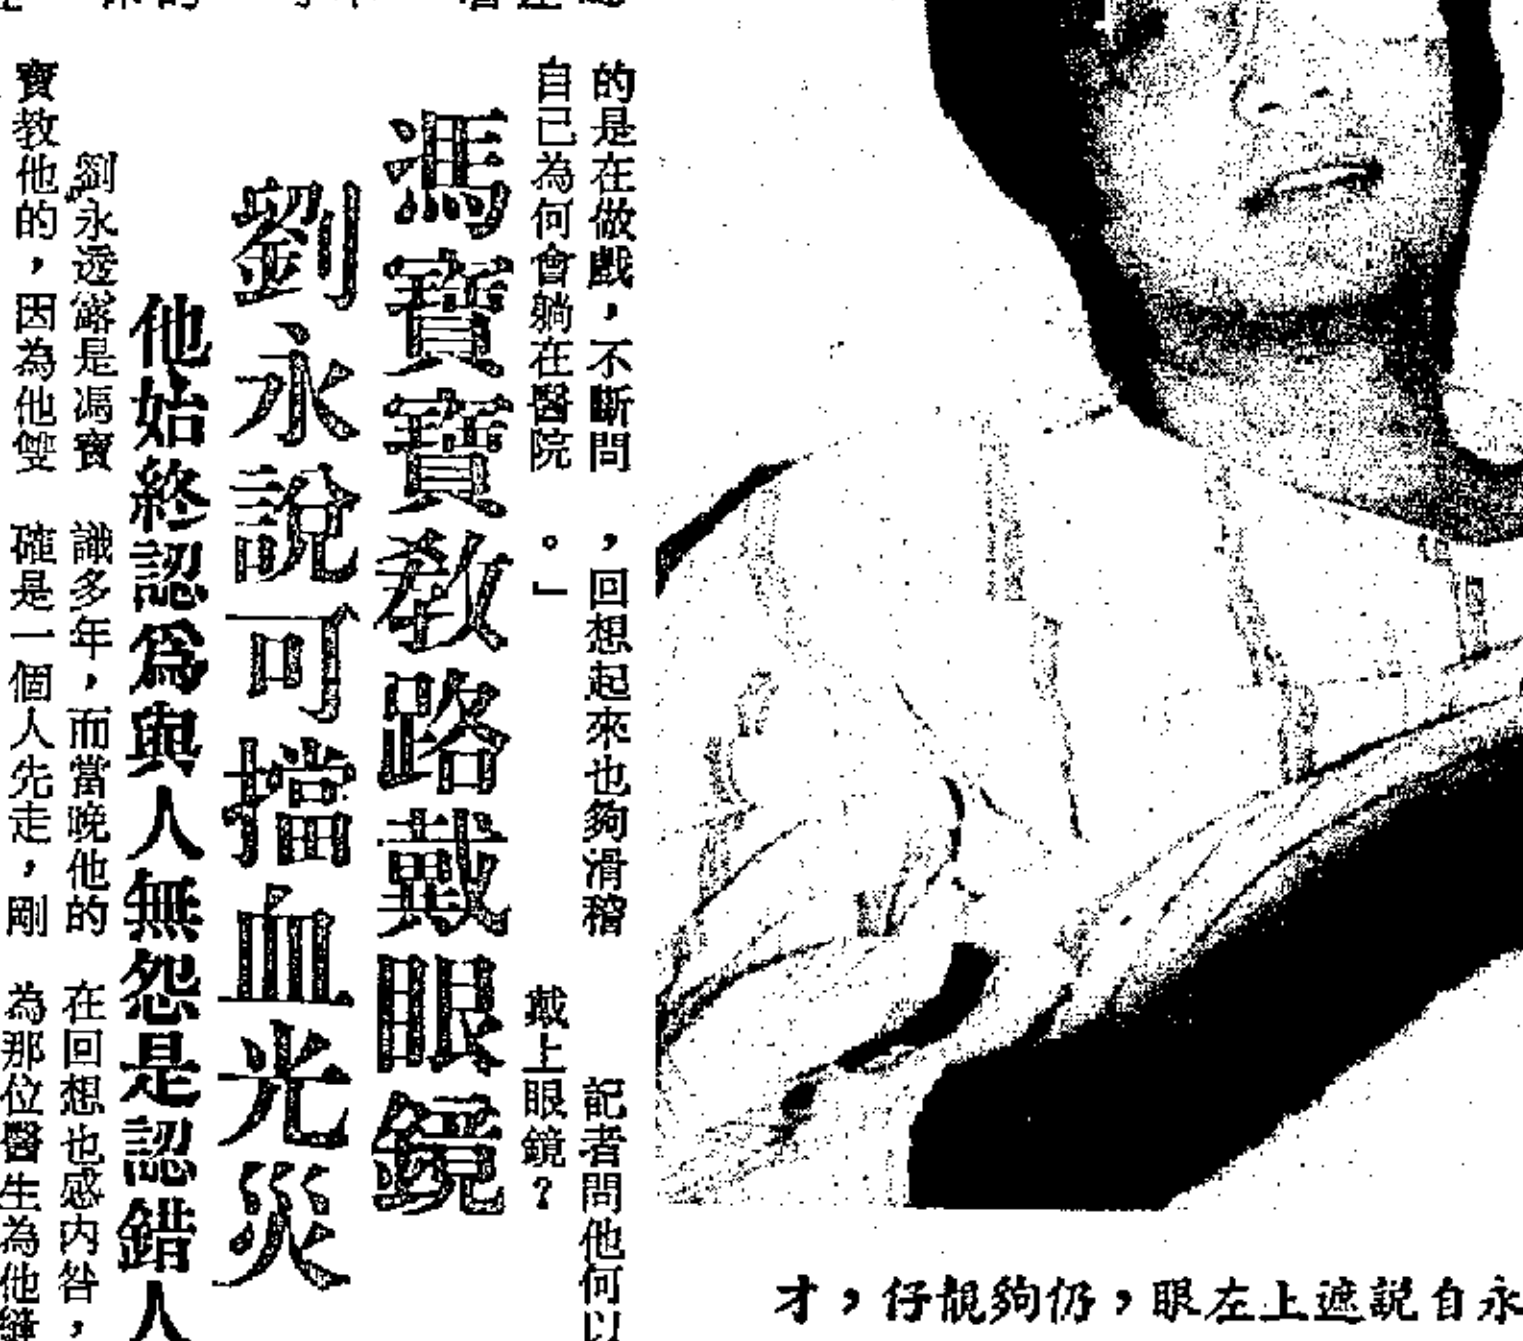 的是在做戲，不斷問
自己為何會躺在醫院
，回想起來也夠滑稽
。」
記者問他何以
戴上眼鏡？
馮寶寶教路戴眼鏡
劉永說可擋血光災
他始終認爲與人無怨是認錯人
劉永透露是馮寶
寶教他的，因為他雙
識多年，而當晚他的
確是一個人先走，剛
在回想也感内咎，
為那位醫生為他縫
永自説遮上左眼，仍夠靚仔，才